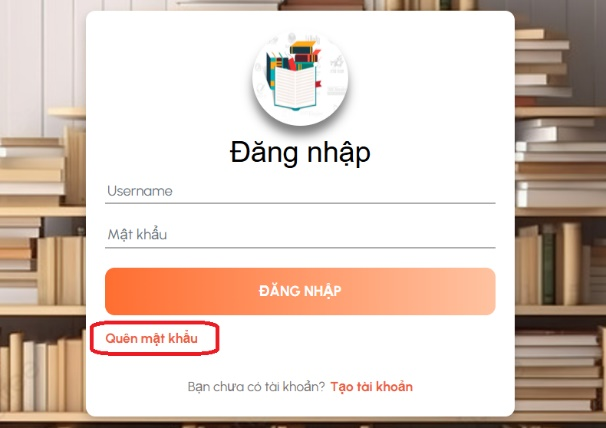 Đăng nhập
Username
Mật khẩu
ĐĂNG NHẬP
Quên mật khẩu
Bạn chưa có tài khoản? Tạo tài khoản